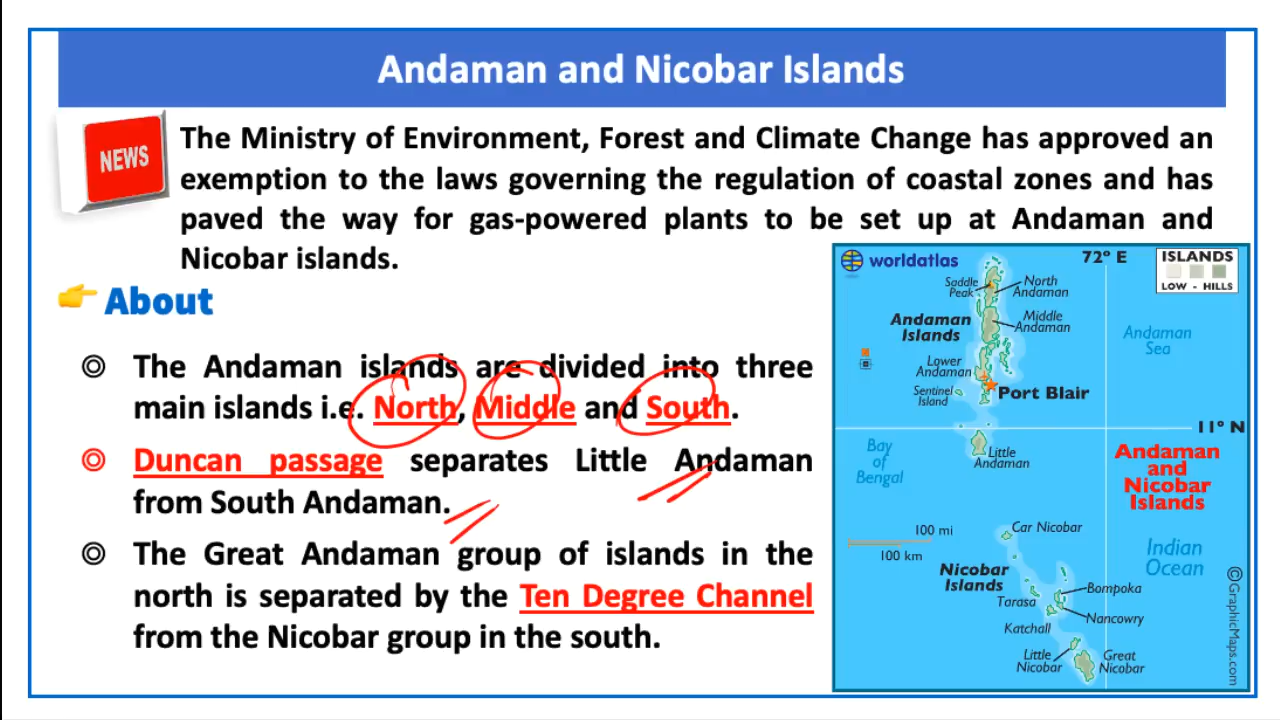 Andaman and Nicobar Islands
NEWS
The Ministry of Environment, Forest and Climate Change has approved an
exemption to the laws governing the regulation of coastal zones and has
paved the way for gas-powered plants to be set up at Andaman and
Nicobar islands.
About
The Andaman islands are divided into three
main islands i.e. North, Middle and South.
Duncan passage separates Little Andaman
from South Andaman.
The Great Andaman group of islands in the
north is separated by the Ten Degree Channel
from the Nicobar group in the south.
worldatlas
72° E
ISLANDS
LOW - HILLS
Saddle
Peak
North
Andaman
Andaman
Islands
Middle
Andaman
Andaman
Sea
Lower
Andaman
Sentinel
Island
Port Blair
11° N
Bay
of
Bengal
Little
Andaman
Andaman
and
Nicobar
Islands
100 mi
100 km
Car Nicobar
Indian
Ocean
Nicobar
Islands
Bompoka
Tarasa
Nancowry
Katchall
Little
Nicobar
Great
Nicobar
©GraphicMaps.com